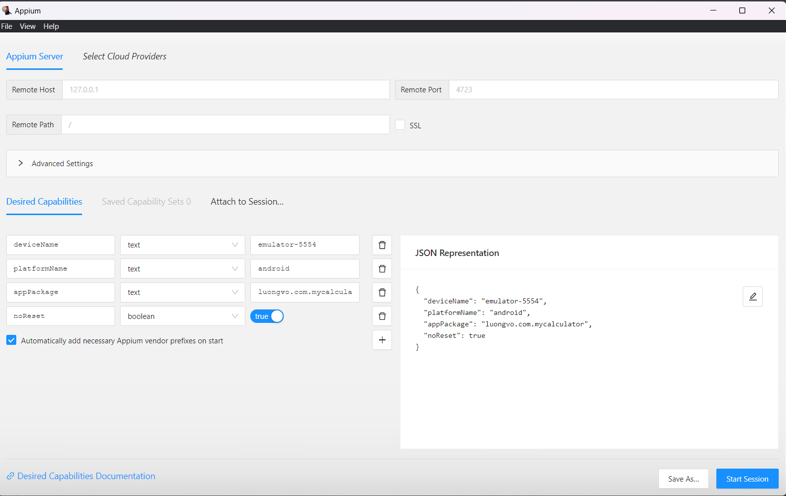 Appium
File View Help
Appium Server Select Cloud Providers
Remote Host 127.0.0.1 Remote Port 4723
Remote Path / SSL
Advanced Settings
Desired Capabilities Saved Capability Sets 0 Attach to Session...
deviceName text emulator-5554
platformName text android
appPackage text luongvo.com.mycalcula
noReset boolean true
Automatically add necessary Appium vendor prefixes on start
JSON Representation
{
"deviceName": "emulator-5554",
"platformName": "android",
"appPackage": "luongvo.com.mycalculator",
"noReset": true
}
Desired Capabilities Documentation
Save As... Start Session